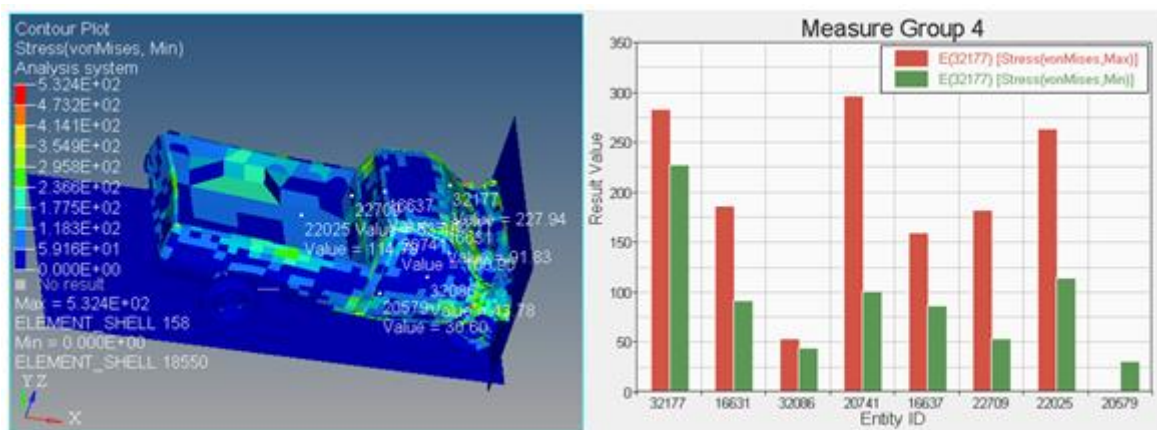 Contour Plot
Stress(vonMises, Min)
Analysis system
5.324E+02
4.732E+02
4.141E+02
3.549E+02
2.958E+02
2.366E+02
1.775E+02
1.183E+02
5.916E+01
0.000E+00
No result
Max = 5.324E+02
ELEMENT_SHELL 158
Min = 0.000E+00
ELEMENT_SHELL 18550
Y Z
X
22709
16637
32177
Value = 227.94
22025
Value = 114.
20741
16631
Value = 91.83
32086
20579
Value = 30.60
Measure Group 4
E(32177) [Stress(vonMises,Max)]
E(32177) [Stress(vonMises,Min)]
Result Value
350
300
250
200
150
100
50
0
32177 16631 32086 20741 16637 22709 22025 20579
Entity ID